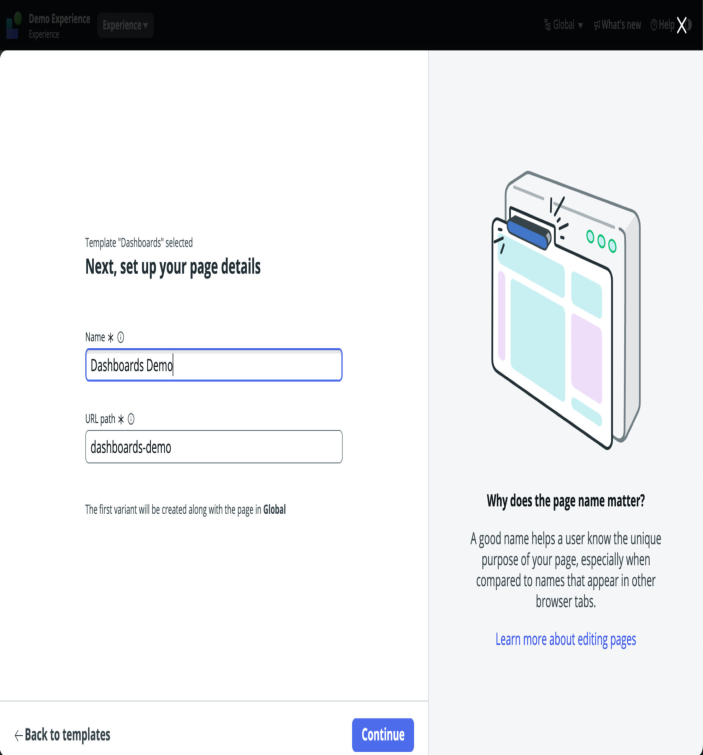 Demo Experience
Experience
Experience ▾
Global ▾
What's new
Help
X
Template "Dashboards" selected
Next, set up your page details
Name *
Dashboards Demo
URL path *
dashboards-demo
The first variant will be created along with the page in Global
← Back to templates
Continue
Why does the page name matter?
A good name helps a user know the unique
purpose of your page, especially when
compared to names that appear in other
browser tabs.
Learn more about editing pages